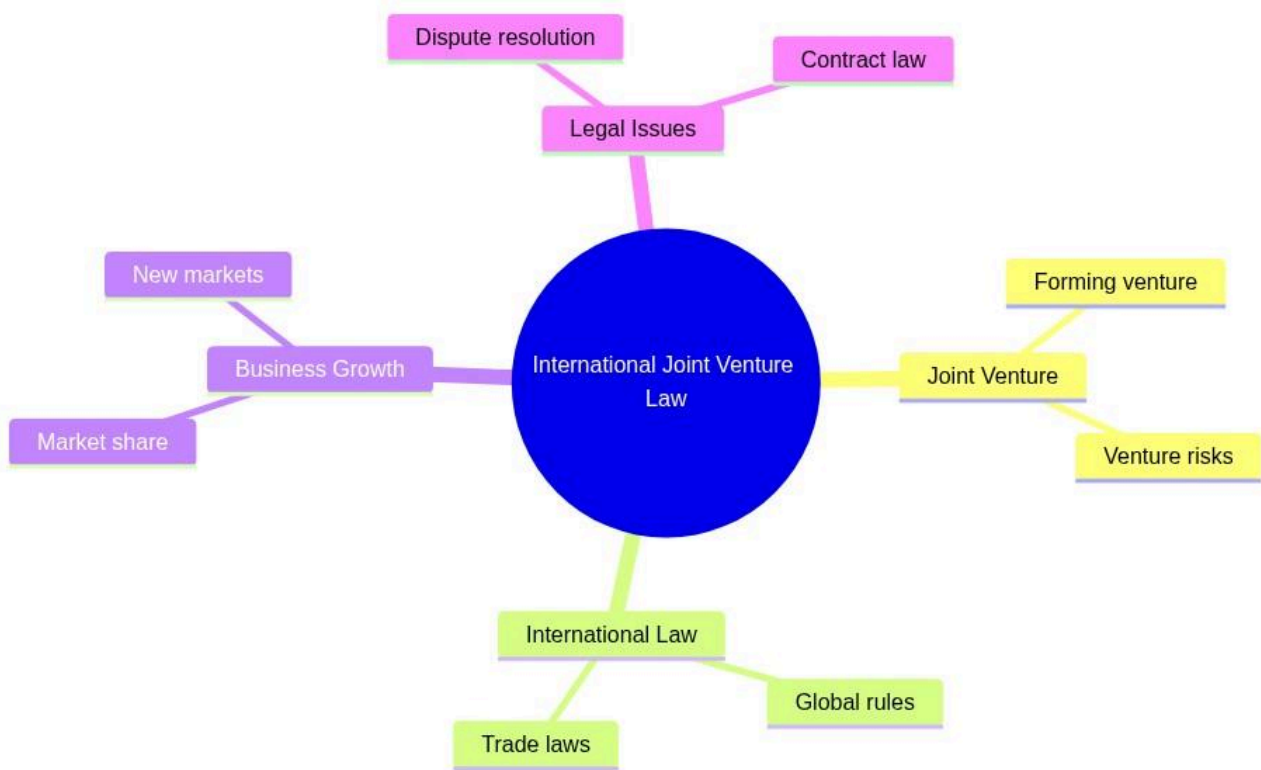 Dispute resolution
Contract law
Legal Issues
New markets
Forming venture
Business Growth
International Joint Venture
Law
Joint Venture
Market share
Venture risks
International Law
Global rules
Trade laws